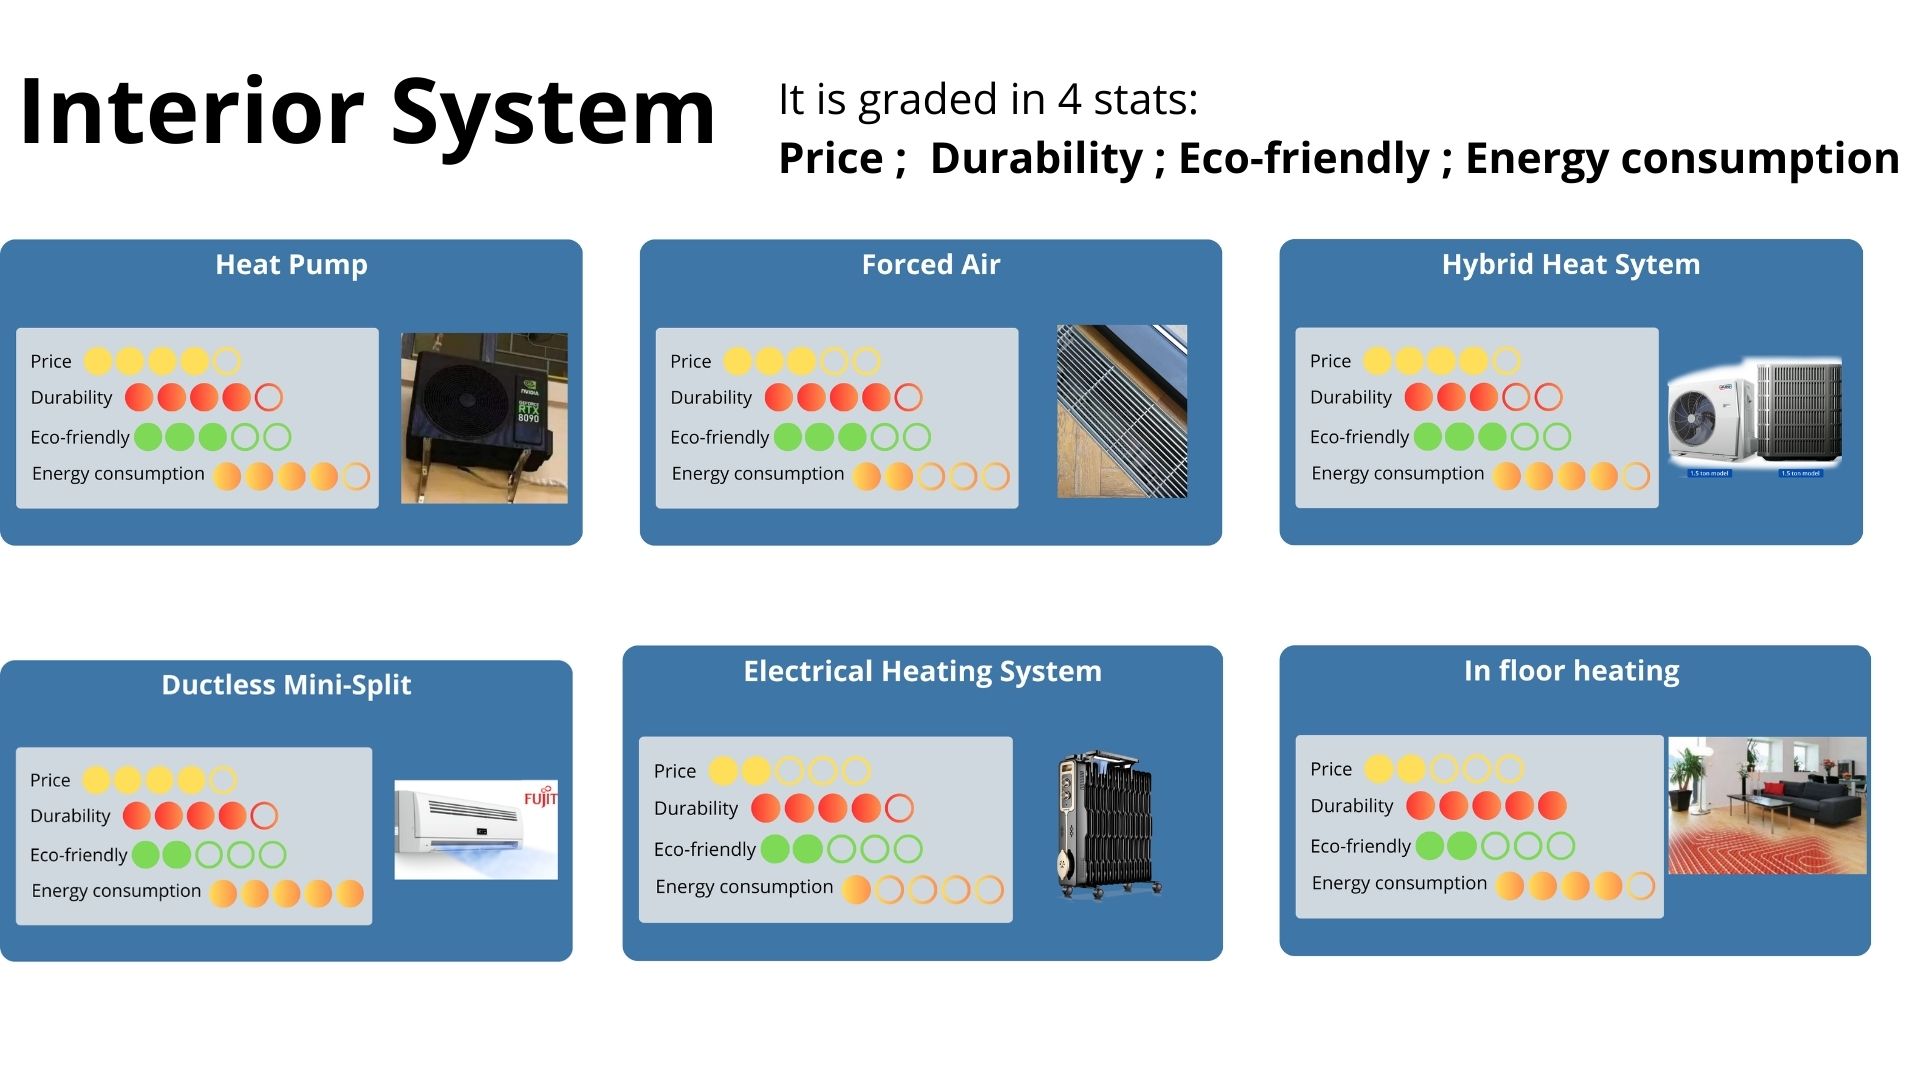 Interior System
It is graded in 4 stats:
Price ;  Durability ; Eco-friendly ; Energy consumption
Heat Pump
Price
Durability
Eco-friendly
Energy consumption
NVIDIA
GEFORCE
RTX
8090
Forced Air
Price
Durability
Eco-friendly
Energy consumption
Hybrid Heat Sytem
Price
Durability
Eco-friendly
Energy consumption
1.5 ton model
1.5 ton model
Ductless Mini-Split
Price
Durability
Eco-friendly
Energy consumption
FUJIT
Electrical Heating System
Price
Durability
Eco-friendly
Energy consumption
In floor heating
Price
Durability
Eco-friendly
Energy consumption